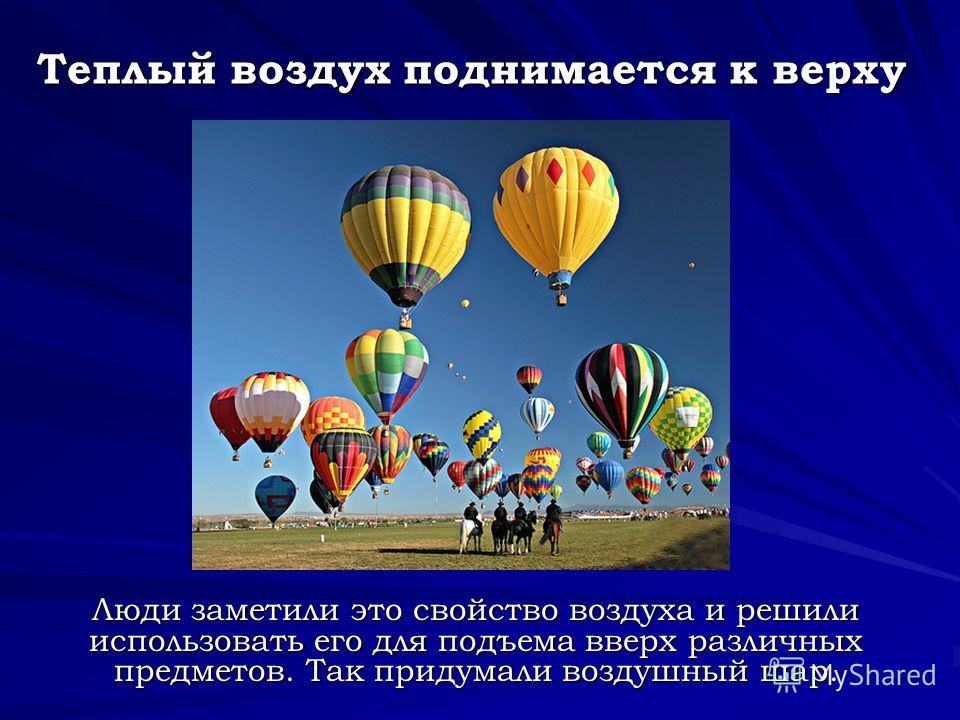 Теплый воздух поднимается к верху
Люди заметили это свойство воздуха и решили
использовать его для подъема вверх различных
предметов. Так придумали воздушный шар.
MyShared